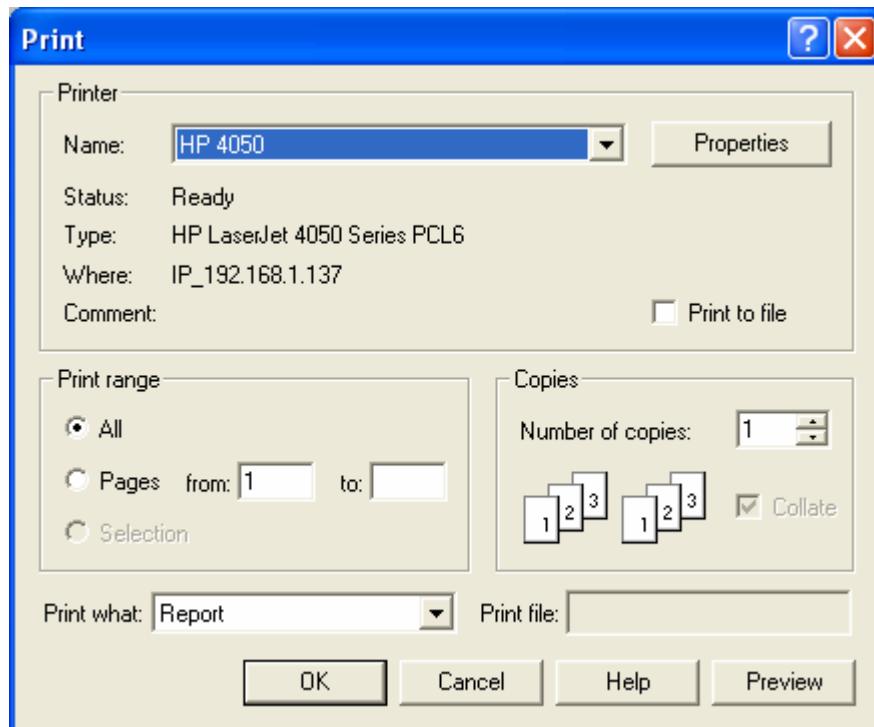 Print
Printer
Name: HP 4050 Properties
Status: Ready
Type: HP LaserJet 4050 Series PCL6
Where: IP_192.168.1.137
Comment: Print to file
Print range
All
Pages from: 1 to:
Selection
Copies
Number of copies: 1
1 2 3 1 2 3 Collate
Print what: Report Print file:
OK Cancel Help Preview